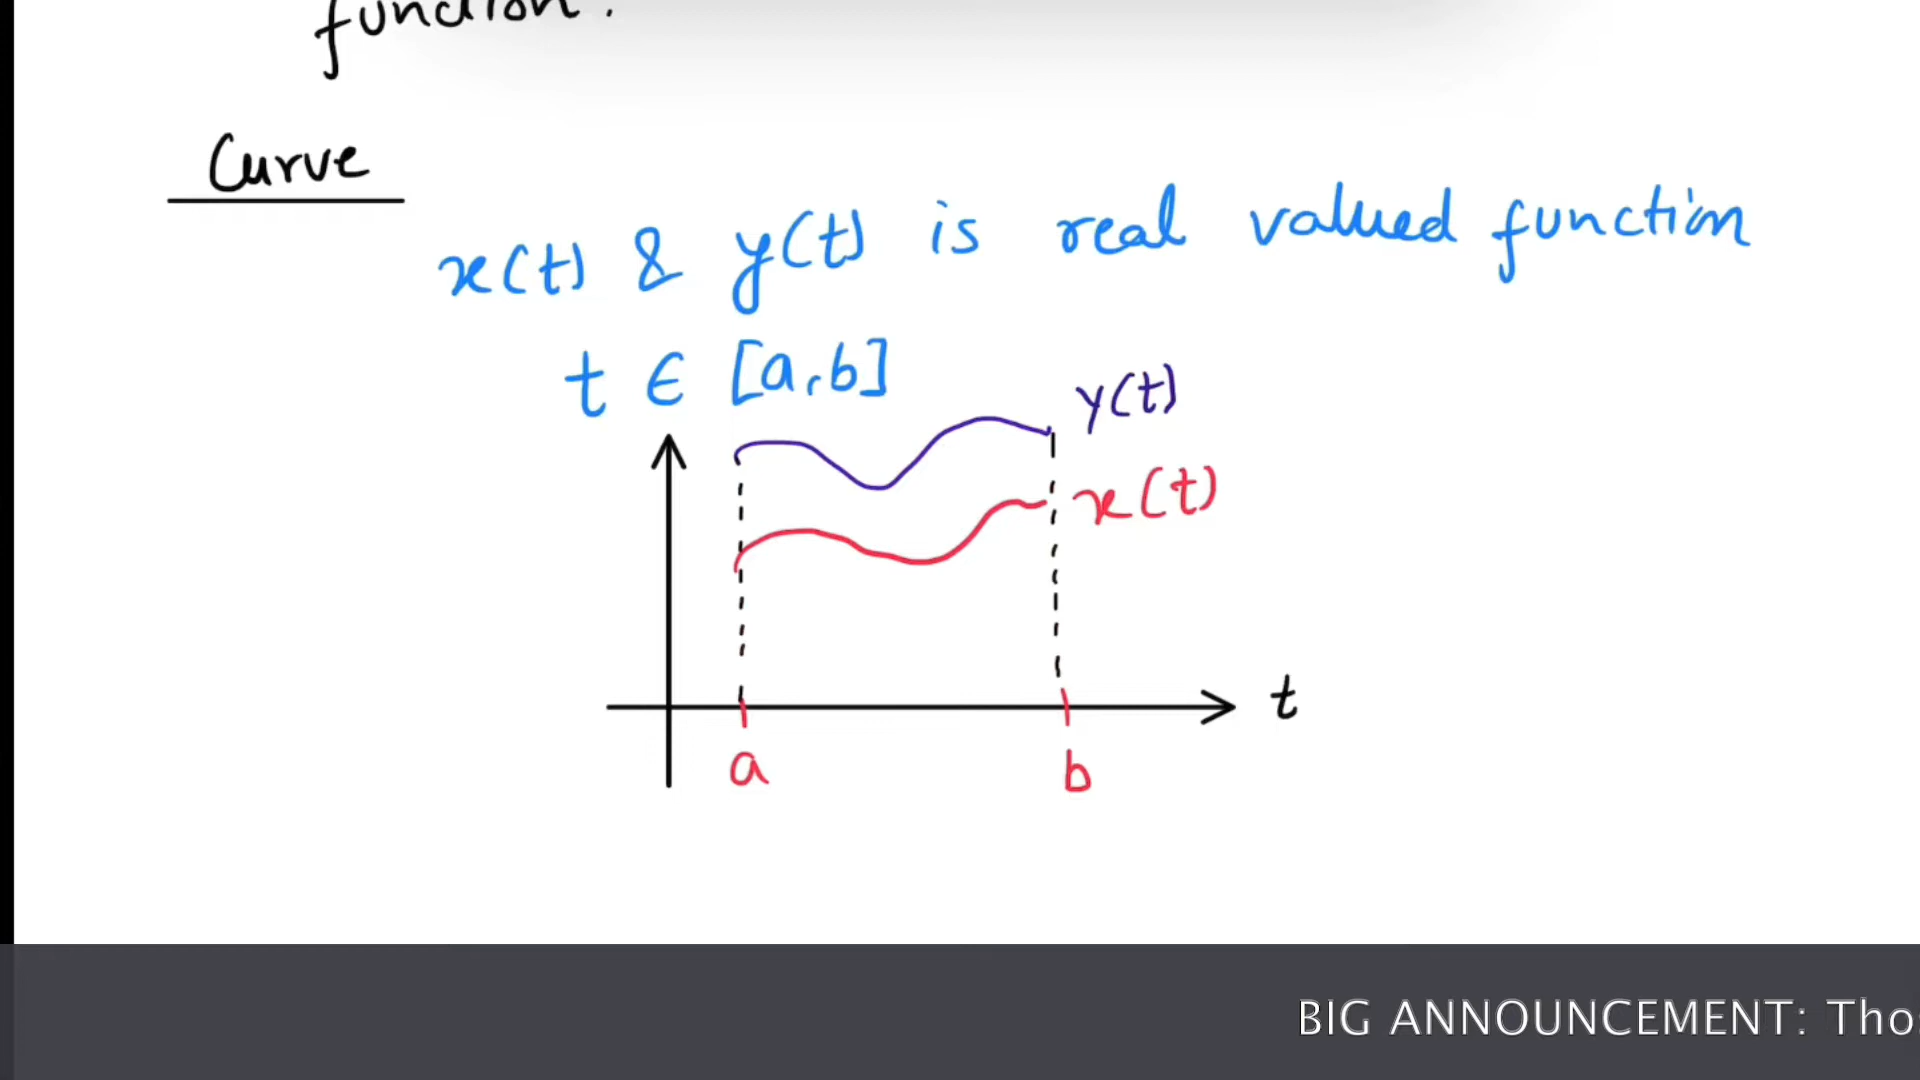 function.
Curve
x(t) & y(t) is real valued function
t ∈ [a,b]
y(t)
x(t)
t
a b
BIG ANNOUNCEMENT: Tho